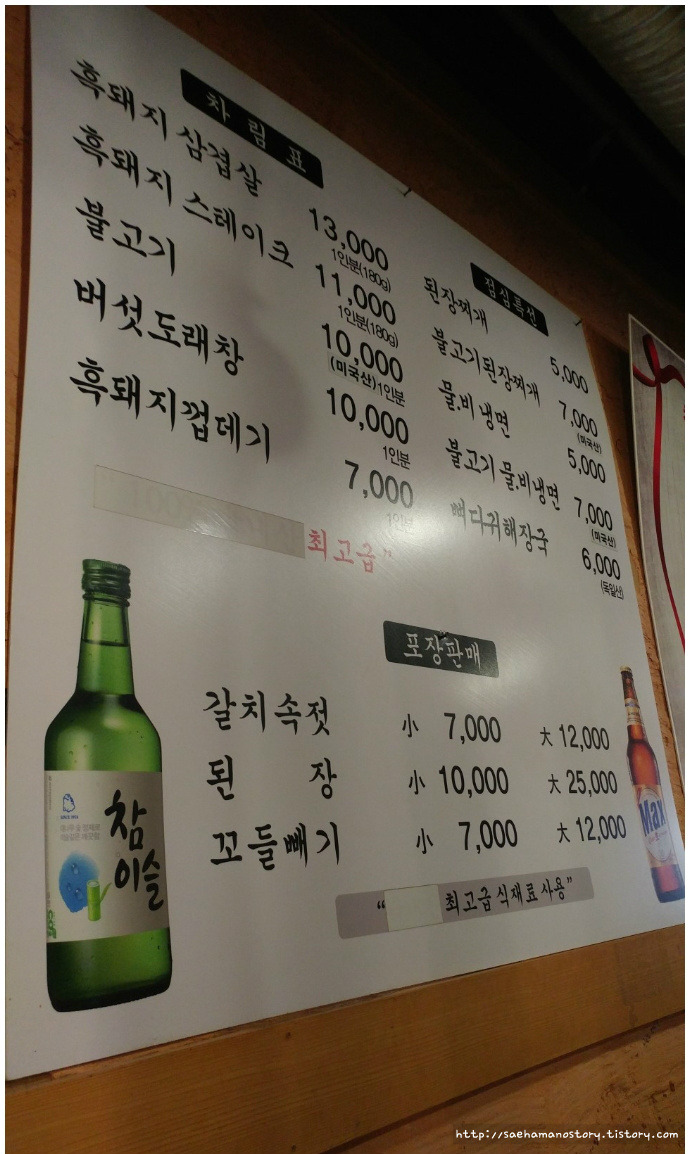 차림표
흑돼지 삼겹살 13,000
1인분(180g)
흑돼지 스테이크 11,000
1인분(180g)
불고기 10,000
(미국산)1인분
버섯도래창 10,000
1인분
흑돼지껍데기 7,000
1인분
최고급”
점심특선
된장찌개 5,000
불고기된장찌개 7,000
(미국산)
물.비 냉면 5,000
불고기 물.비냉면 7,000
(미국산)
뼈다귀해장국 6,000
(독일산)
포장판매
갈치속젓 小 7,000 大 12,000
된 장 小 10,000 大 25,000
꼬들빼기 小 7,000 大 12,000
“ 최고급 식재료 사용”
참이슬
Max
http://saehamanostory.tistory.com